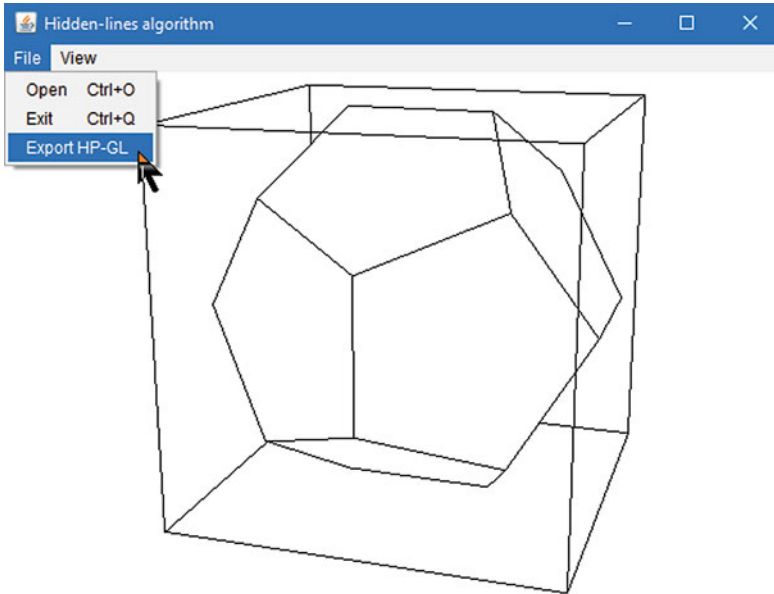 Hidden-lines algorithm
File View
Open Ctrl+O
Exit Ctrl+Q
Export HP-GL